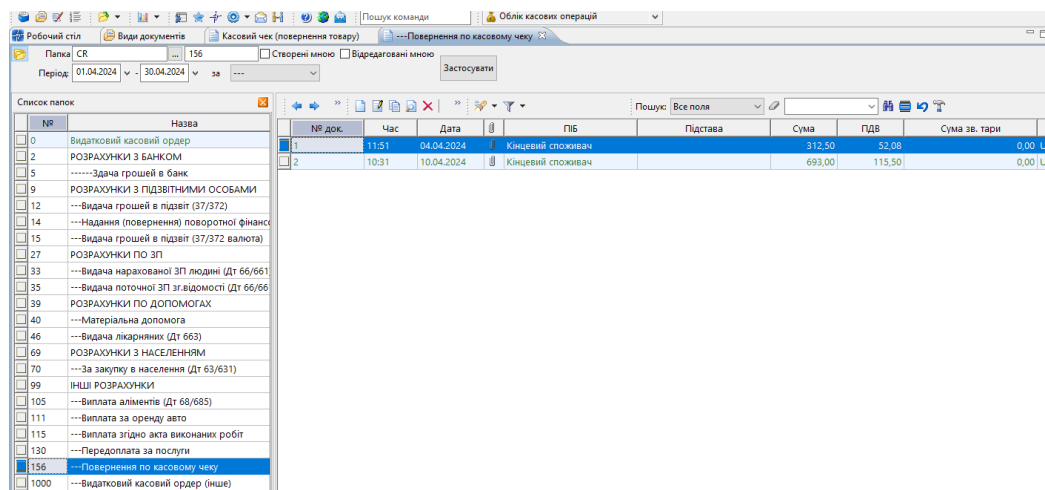 Пошук команди
Облік касових операцій
Робочий стіл
Види документів
Касовий чек (повернення товару)
---Повернення по касовому чеку
Папка CR ... 156 Створені мною Відредаговані мною
Період: 01.04.2024 - 30.04.2024 за ---
Застосувати
Список папок
№ Назва
0 Видатковий касовий ордер
2 РОЗРАХУНКИ З БАНКОМ
5 ------Здача грошей в банк
9 РОЗРАХУНКИ З ПІДЗВІТНИМИ ОСОБАМИ
12 ---Видача грошей в підзвіт (37/372)
14 ---Надання (повернення) поворотної фінансо
15 ---Видача грошей в підзвіт (37/372 валюта)
27 РОЗРАХУНКИ ПО ЗП
33 ---Видача нарахованої ЗП людині (Дт 66/661
35 ---Видача поточної ЗП зг.відомості (Дт 66/66
39 РОЗРАХУНКИ ПО ДОПОМОГАХ
40 ---Матеріальна допомога
46 ---Видача лікарняних (Дт 663)
69 РОЗРАХУНКИ З НАСЕЛЕННЯМ
70 ---За закупку в населення (Дт 63/631)
99 ІНШІ РОЗРАХУНКИ
105 ---Виплата аліментів (Дт 68/685)
111 ---Виплата за оренду авто
115 ---Виплата згідно акта виконаних робіт
130 ---Передоплата за послуги
156 ---Повернення по касовому чеку
1000 ---Видатковий касовий ордер (інше)
Пошук: Все поля
№ док. Час Дата ПІБ Підстава Сума ПДВ Сума зв. тари
1 11:51 04.04.2024 Кінцевий споживач 312,50 52,08 0,00 U
2 10:31 10.04.2024 Кінцевий споживач 693,00 115,50 0,00 U